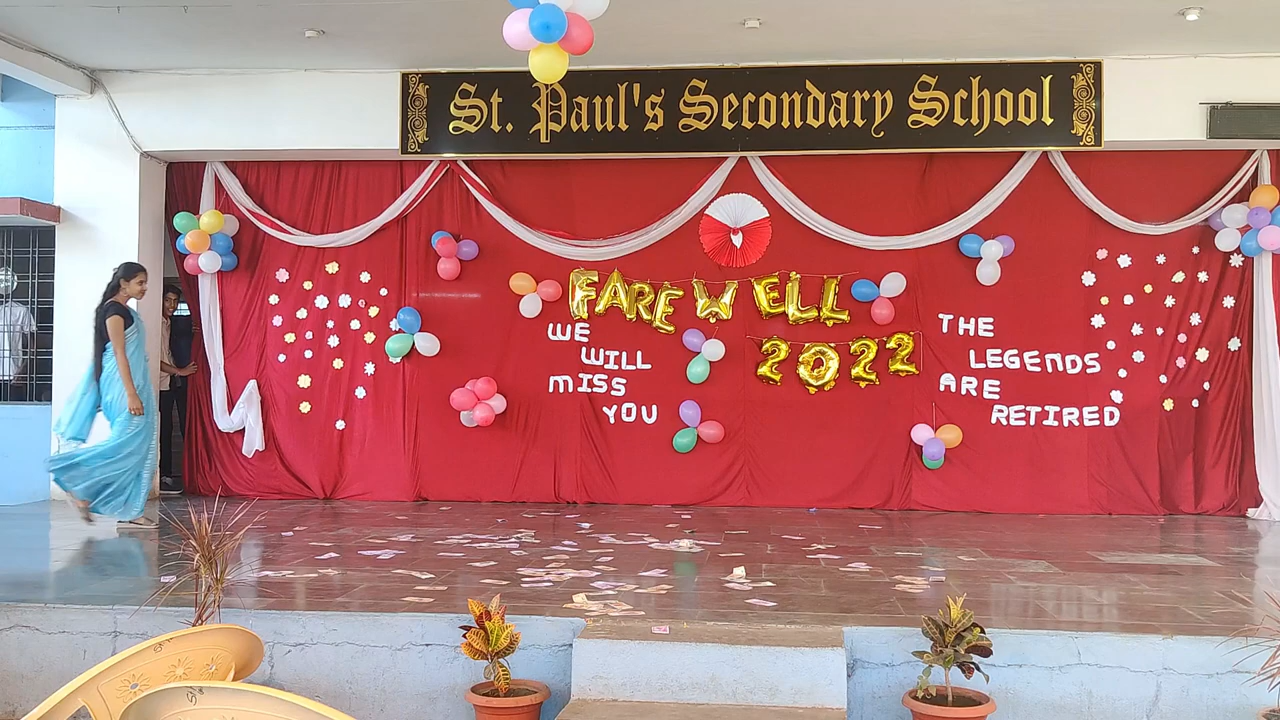 St. Paul's Secondary School
FAREWELL
2022
WE
WILL
MISS
YOU
THE
LEGENDS
ARE
RETIRED